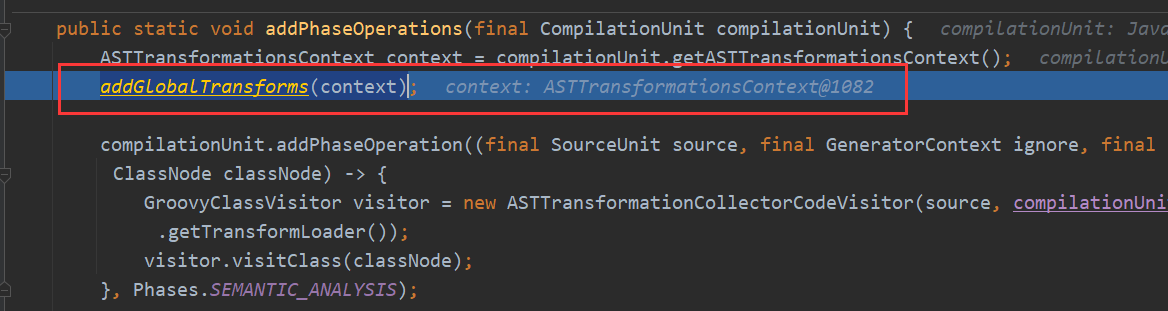 public static void addPhaseOperations(final CompilationUnit compilationUnit) { compilationUnit: Java
ASTTransformationsContext context = compilationUnit.getASTTransformationsContext(); compilationU
addGlobalTransforms(context); context: ASTTransformationsContext@1082
compilationUnit.addPhaseOperation((final SourceUnit source, final GeneratorContext ignore, final
ClassNode classNode) -> {
GroovyClassVisitor visitor = new ASTTransformationCollectorCodeVisitor(source, compilationUni
.getTransformLoader());
visitor.visitClass(classNode);
}, Phases.SEMANTIC_ANALYSIS);